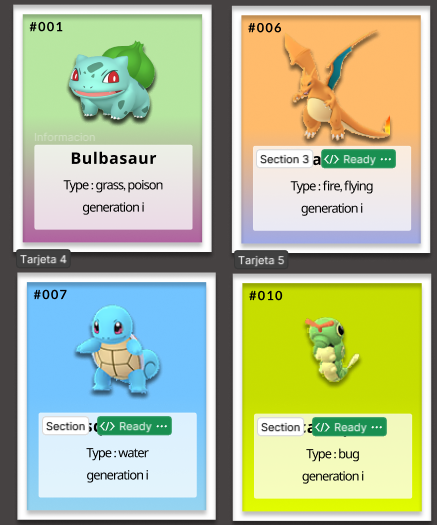 #001
Informacion
Bulbasaur
Type : grass, poison
generation i
#006
Section 3 </> Ready ...
Type : fire, flying
generation i
Tarjeta 4
Tarjeta 5
#007
Section </> Ready ...
Type : water
generation i
#010
Section </> Ready ...
Type : bug
generation i